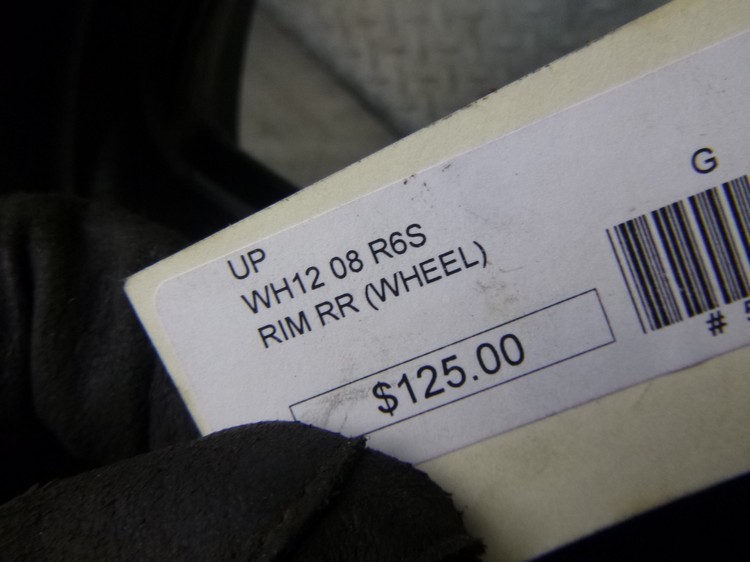 UP
WH12 08 R6S
RIM RR (WHEEL)
$125.00
G
#